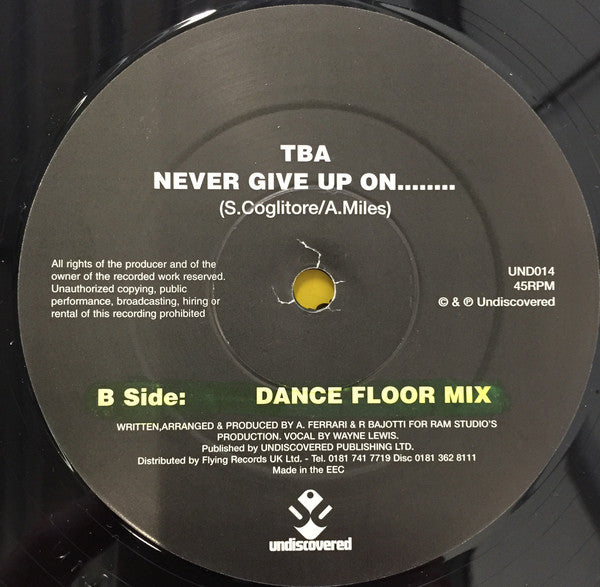 TBA
NEVER GIVE UP ON........
(S.Coglitore/A.Miles)
All rights of the producer and of the
owner of the recorded work reserved.
Unauthorized copying, public
performance, broadcasting, hiring or
rental of this recording prohibited
UND014
45RPM
© & ℗ Undiscovered
B Side: DANCE FLOOR MIX
WRITTEN,ARRANGED & PRODUCED BY A. FERRARI & R BAJOTTI FOR RAM STUDIO'S
PRODUCTION. VOCAL BY WAYNE LEWIS.
Published by UNDISCOVERED PUBLISHING LTD.
Distributed by Flying Records UK Ltd. - Tel. 0181 741 7719 Disc 0181 362 8111
Made in the EEC
undiscovered